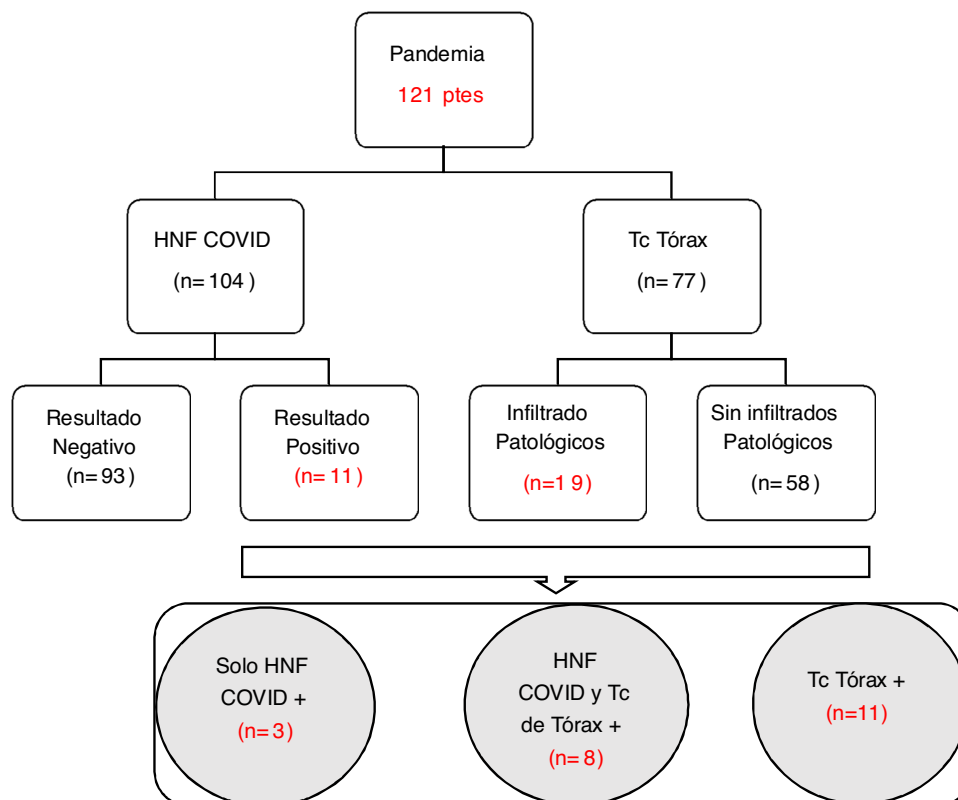 Pandemia
121 ptes
HNF COVID
(n=104)
Tc Tórax
(n=77)
Resultado
Negativo
(n=93)
Resultado
Positivo
(n=11)
Infiltrado
Patológicos
(n=1 9)
Sin infiltrados
Patológicos
(n=58)
Solo HNF
COVID +
(n=3)
HNF
COVID y Tc
de Tórax +
(n=8)
Tc Tórax +
(n=11)